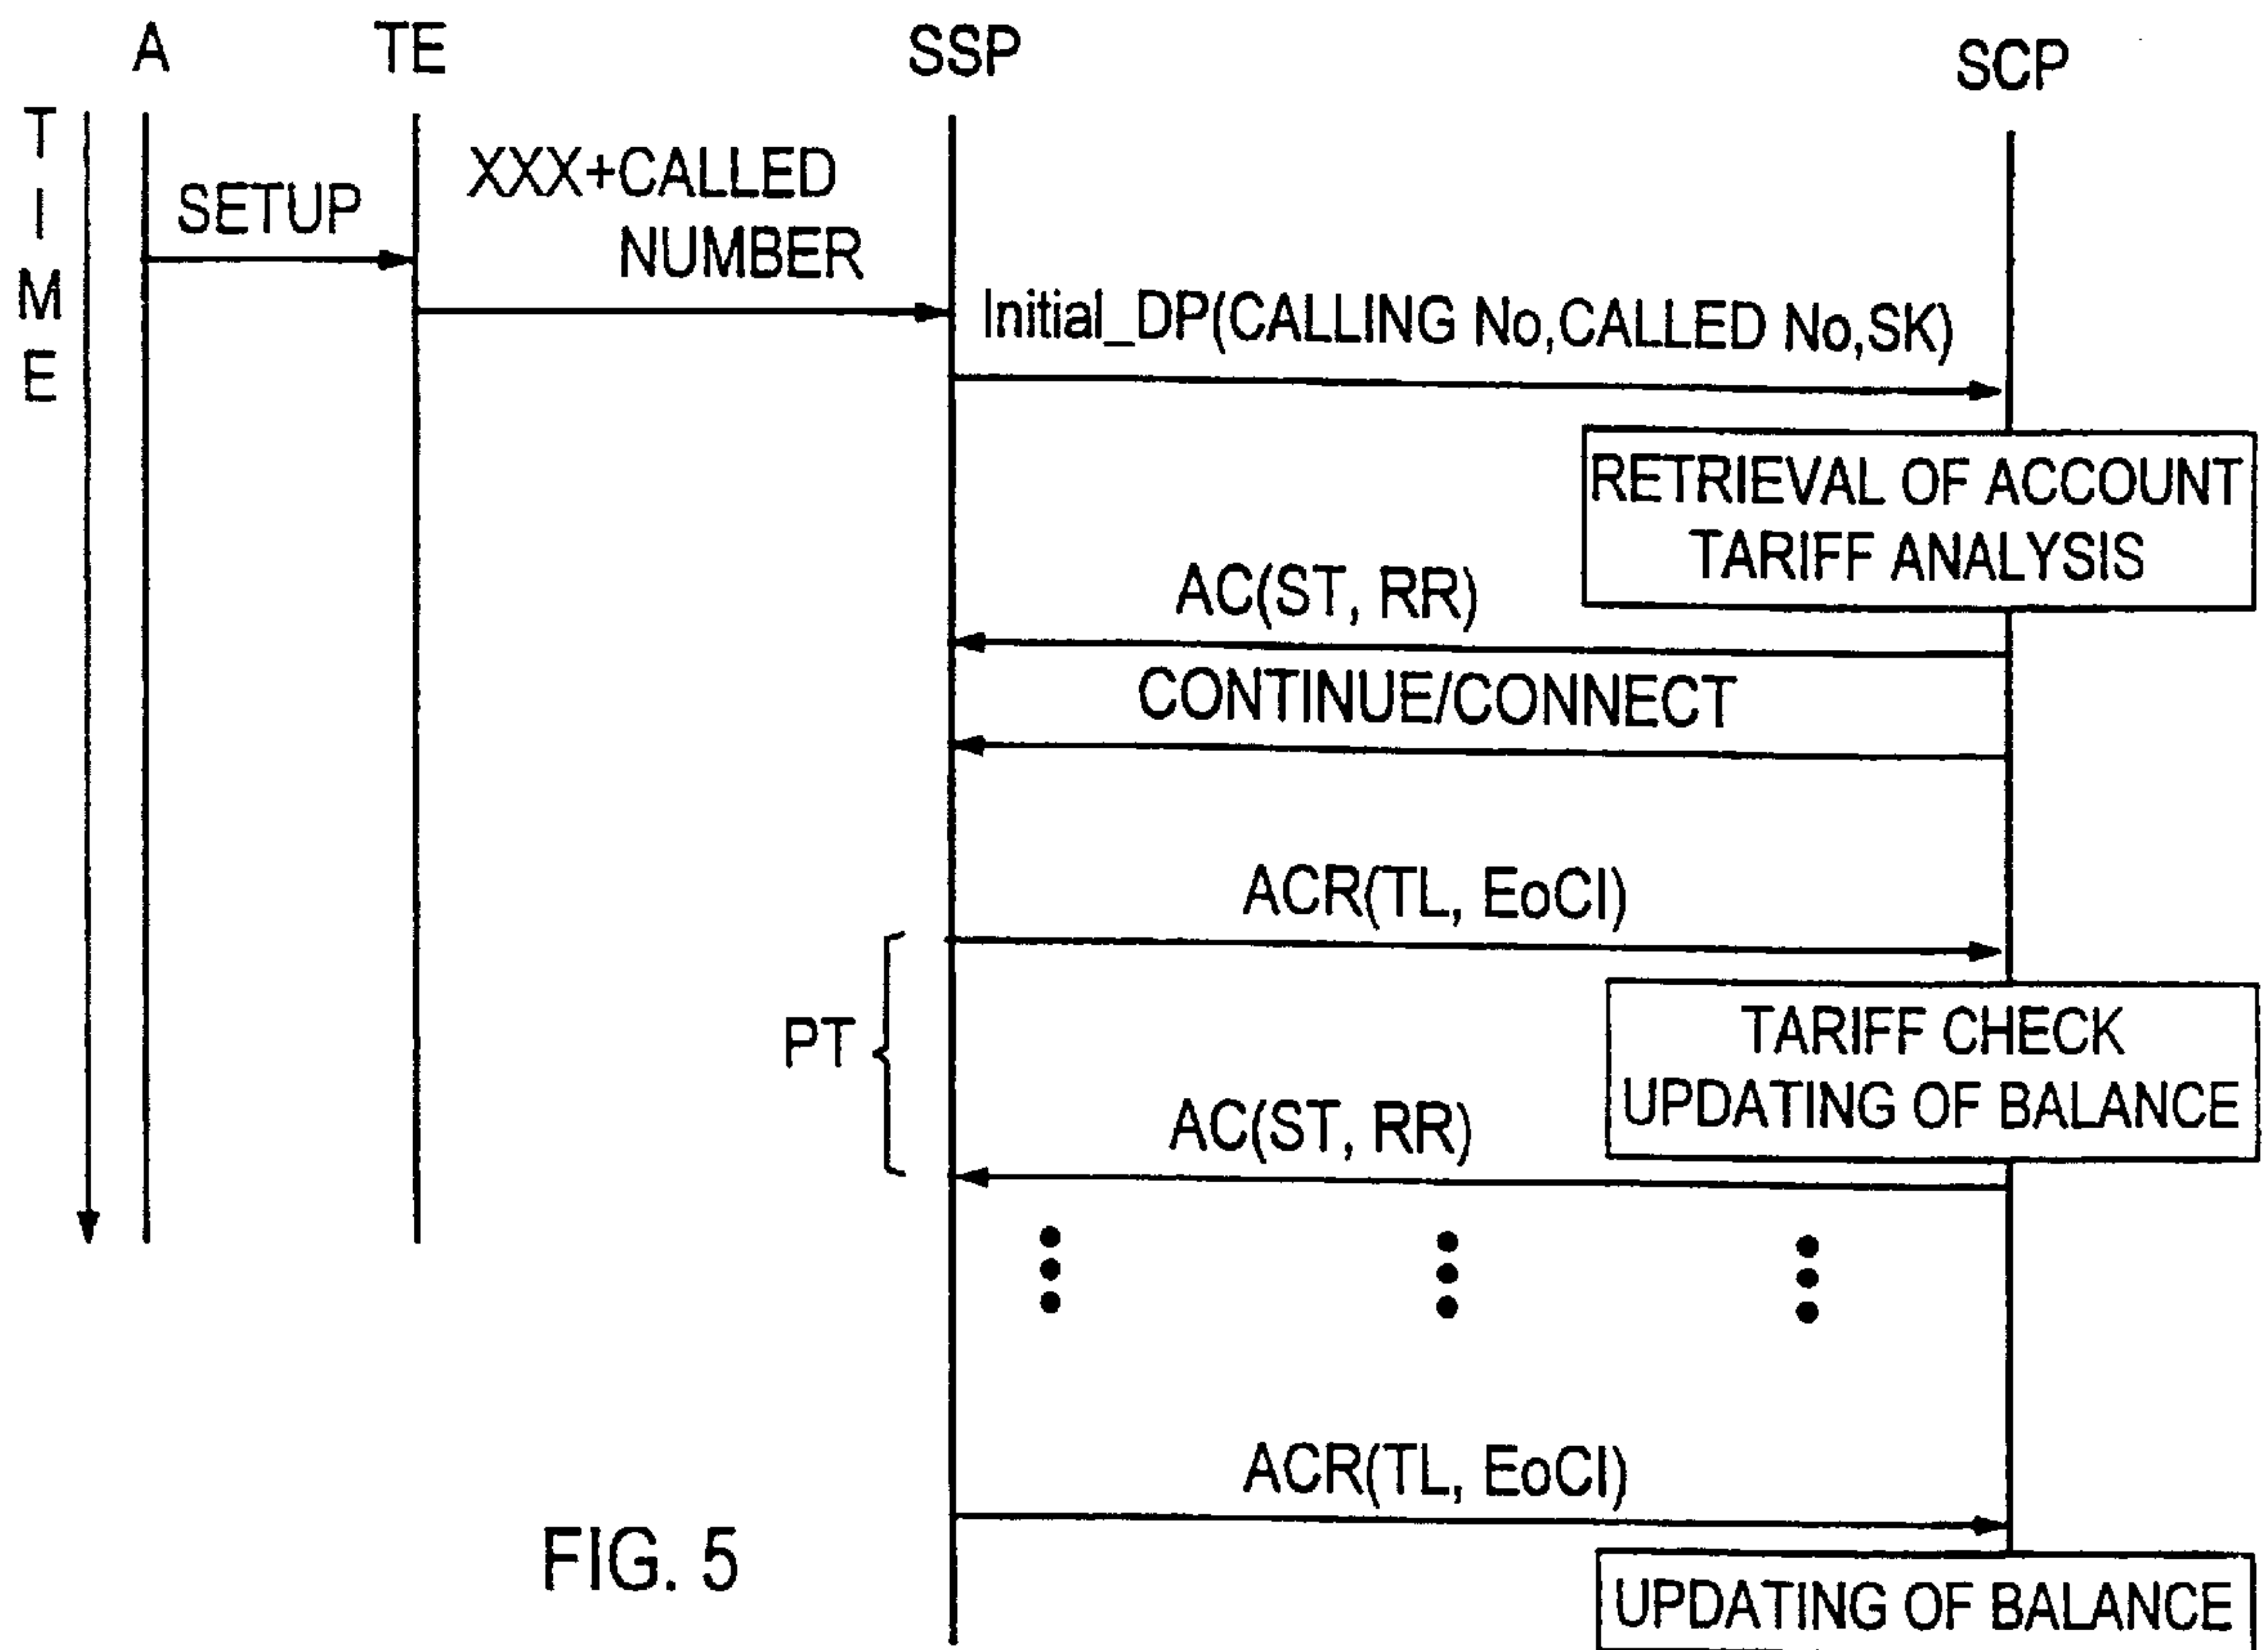 A TE SSP SCP
TIME
SETUP
XXX+CALLED
NUMBER
Initial_DP(CALLING No,CALLED No,SK)
RETRIEVAL OF ACCOUNT
TARIFF ANALYSIS
AC(ST, RR)
CONTINUE/CONNECT
ACR(TL, EoCI)
PT
TARIFF CHECK
UPDATING OF BALANCE
AC(ST, RR)
ACR(TL, EoCI)
FIG. 5
UPDATING OF BALANCE